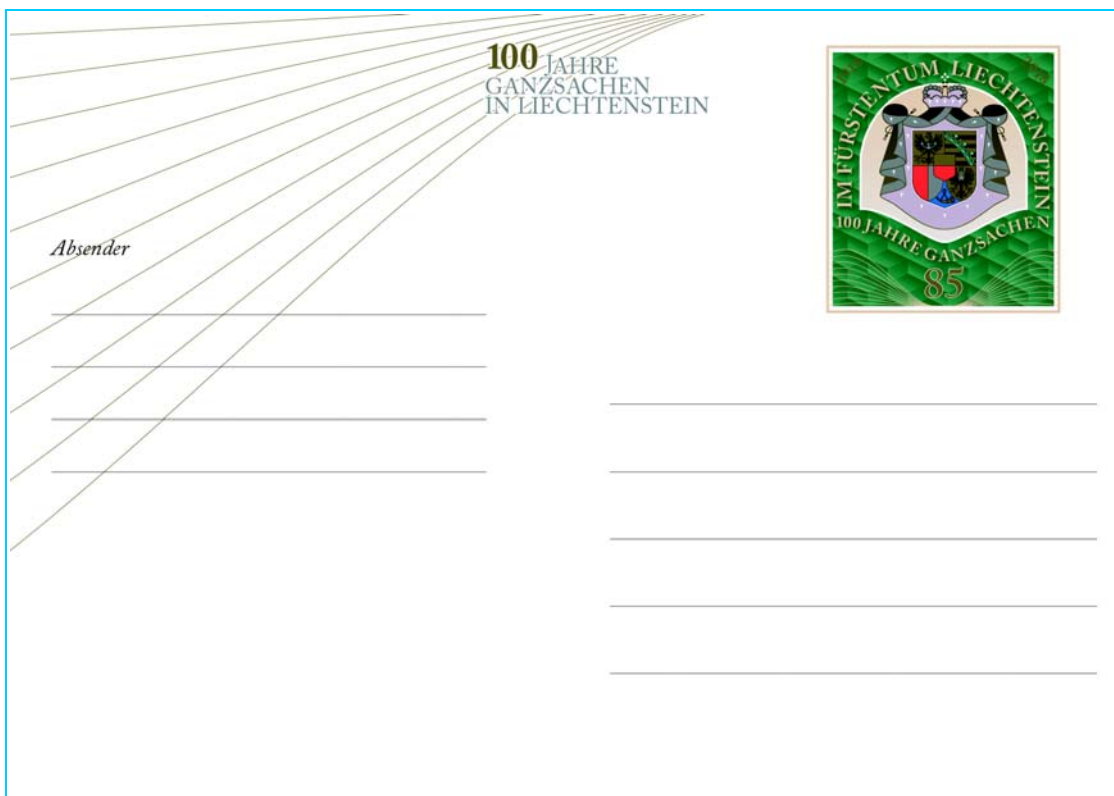 100 JAHRE
GANZSACHEN
IN LIECHTENSTEIN
IM FÜRSTENTUM LIECHTENSTEIN
100 JAHRE GANZSACHEN
85
Absender